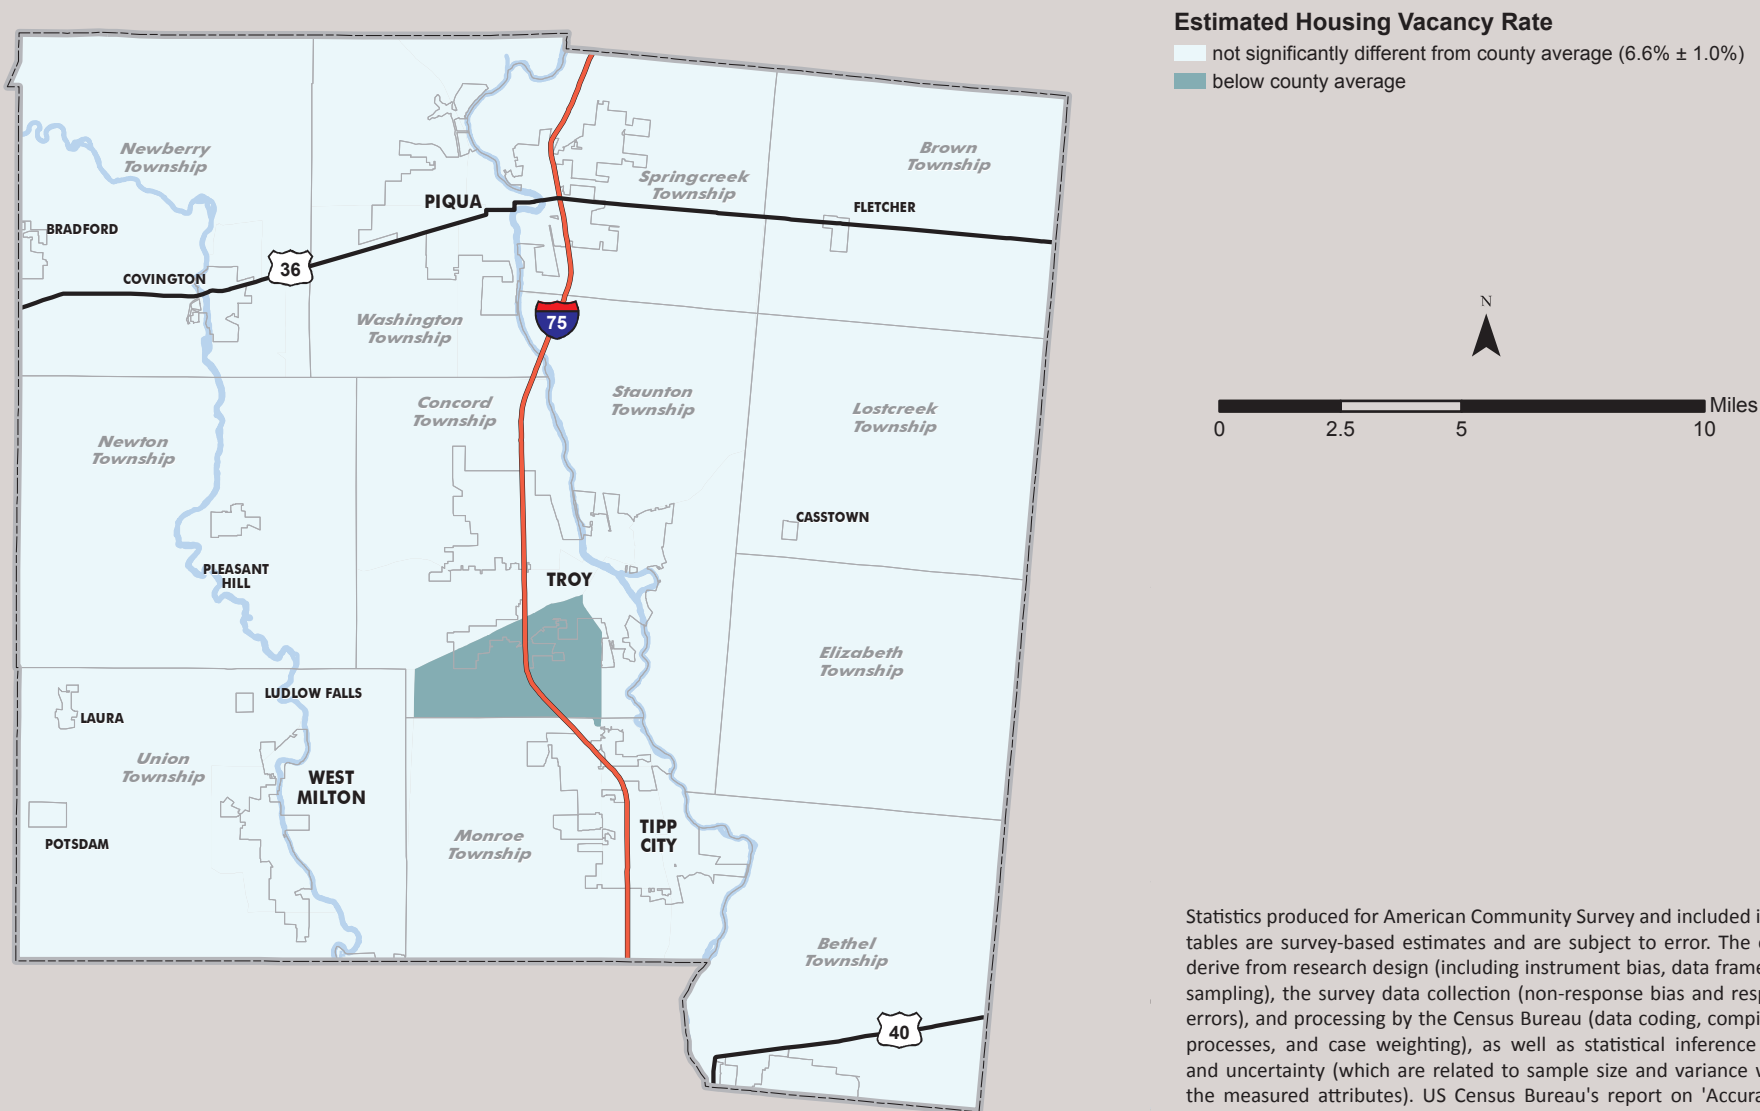 Estimated Housing Vacancy Rate
not significantly different from county average (6.6% ± 1.0%)
below county average
Newberry
Township
Brown
Township
Springcreek
Township
PIQUA
FLETCHER
BRADFORD
COVINGTON
36
75
Washington
Township
N
Concord
Township
Staunton
Township
Lostcreek
Township
Miles
0 2.5 5 10
Newton
Township
CASSTOWN
PLEASANT
HILL
TROY
Elizabeth
Township
LUDLOW FALLS
LAURA
Union
Township
WEST
MILTON
POTSDAM
Monroe
Township
TIPP
CITY
Bethel
Township
40
Statistics produced for American Community Survey and included
tables are survey-based estimates and are subject to error. The
derive from research design (including instrument bias, data
sampling), the survey data collection (non-response bias and
errors), and processing by the Census Bureau (data coding,
processes, and case weighting), as well as statistical inference
and uncertainty (which are related to sample size and variance
the measured attributes). US Census Bureau's report on